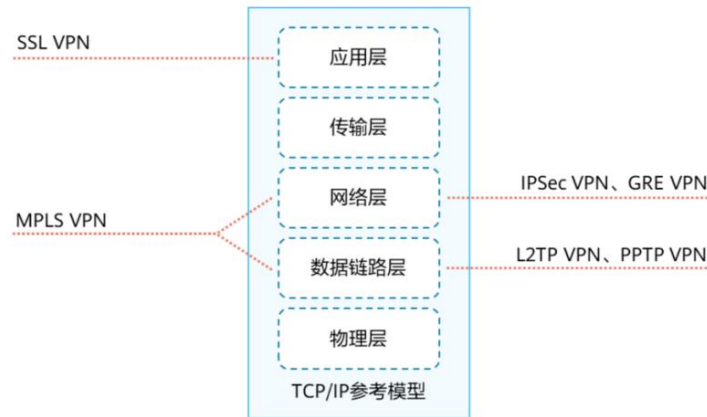 SSL VPN
应用层
传输层
网络层
IPSec VPN、GRE VPN
MPLS VPN
数据链路层
L2TP VPN、PPTP VPN
物理层
TCP/IP参考模型